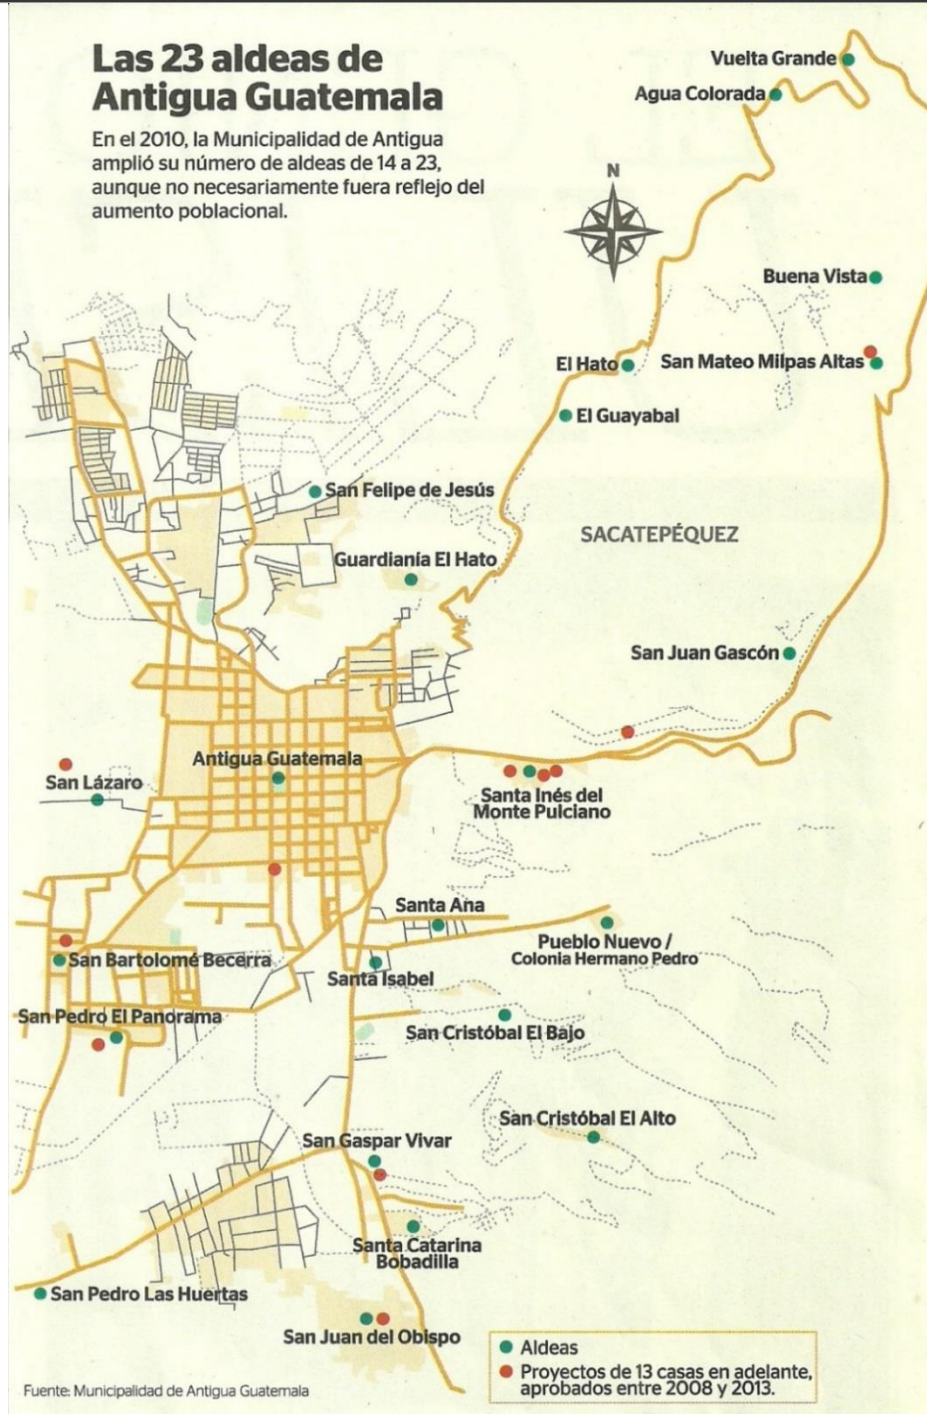 Las 23 aldeas de
Antigua Guatemala
En el 2010, la Municipalidad de Antigua
amplió su número de aldeas de 14 a 23,
aunque no necesariamente fuera reflejo del
aumento poblacional.
Vuelta Grande
Agua Colorada
N
Buena Vista
El Hato
San Mateo Milpas Altas
El Guayabal
San Felipe de Jesús
SACATEPÉQUEZ
Guardianía El Hato
San Juan Gascón
Antigua Guatemala
San Lázaro
Santa Inés del
Monte Pulciano
Santa Ana
Pueblo Nuevo /
Colonia Hermano Pedro
San Bartolomé Becerra
Santa Isabel
San Pedro El Panorama
San Cristóbal El Bajo
San Cristóbal El Alto
San Gaspar Vivar
Santa Catarina
Bobadilla
San Pedro Las Huertas
San Juan del Obispo
Aldeas
Proyectos de 13 casas en adelante,
aprobados entre 2008 y 2013.
Fuente: Municipalidad de Antigua Guatemala